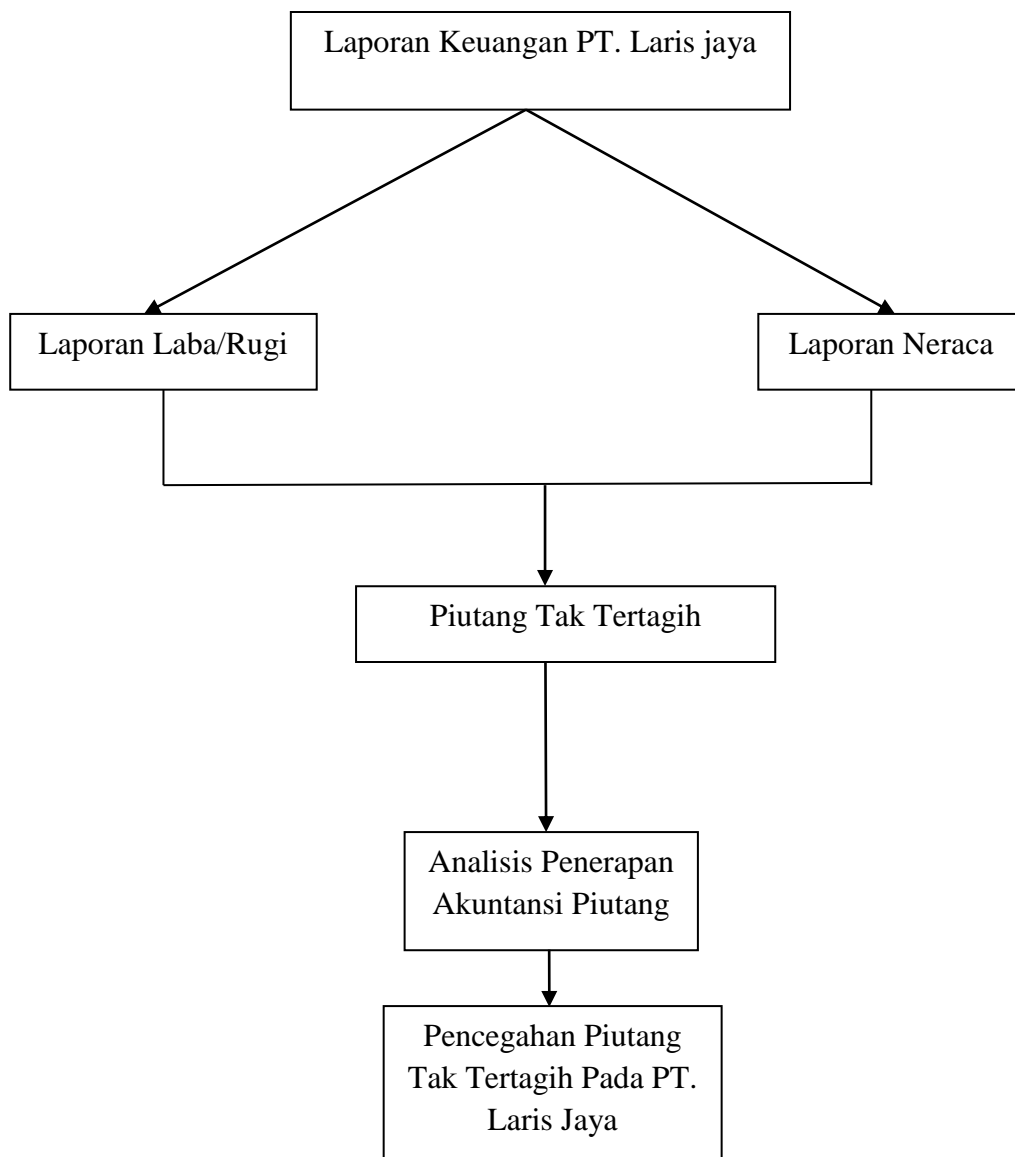 Laporan Keuangan PT. Laris jaya
Laporan Laba/Rugi
Laporan Neraca
Piutang Tak Tertagih
Analisis Penerapan
Akuntansi Piutang
Pencegahan Piutang
Tak Tertagih Pada PT.
Laris Jaya